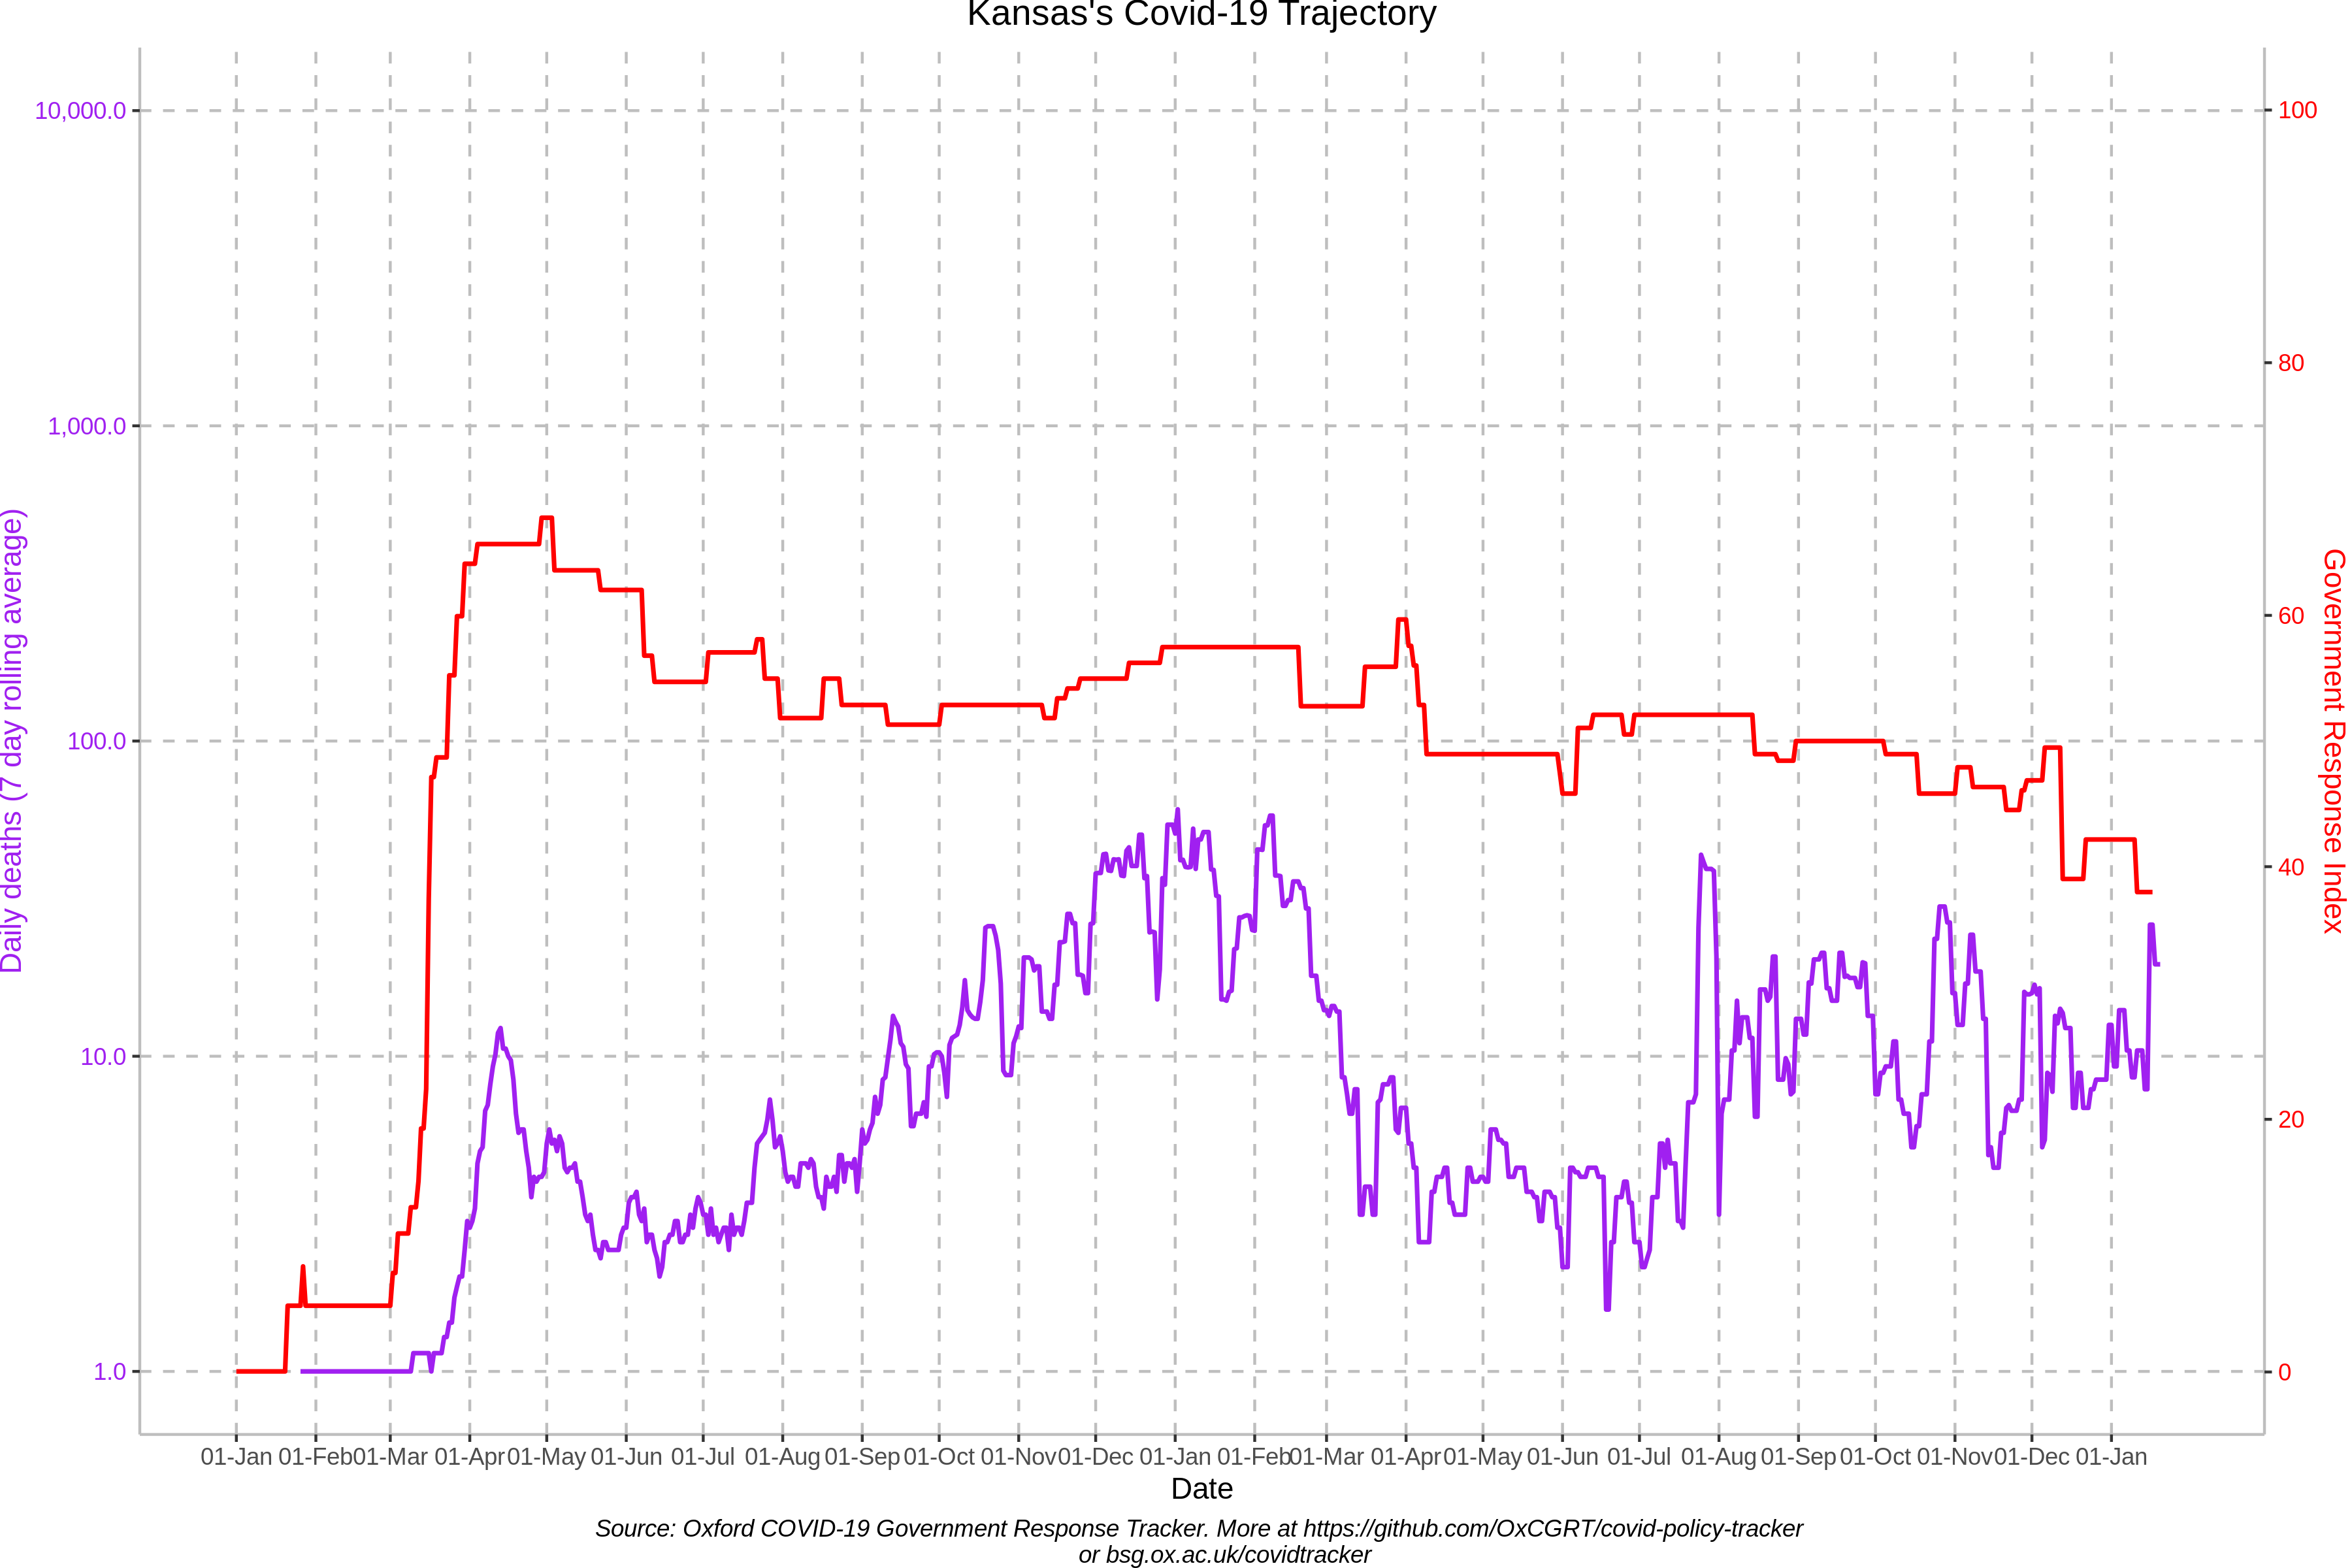 Kansas's Covid-19 Trajectory
10,000.0
1,000.0
100.0
10.0
1.0
Daily deaths (7 day rolling average)
100
80
60
40
20
0
Government Response Index
01-Jan 01-Feb 01-Mar 01-Apr 01-May 01-Jun 01-Jul 01-Aug 01-Sep 01-Oct 01-Nov 01-Dec 01-Jan 01-Feb 01-Mar 01-Apr 01-May 01-Jun 01-Jul 01-Aug 01-Sep 01-Oct 01-Nov 01-Dec 01-Jan
Date
Source: Oxford COVID-19 Government Response Tracker. More at https://github.com/OxCGRT/covid-policy-tracker
or bsg.ox.ac.uk/covidtracker